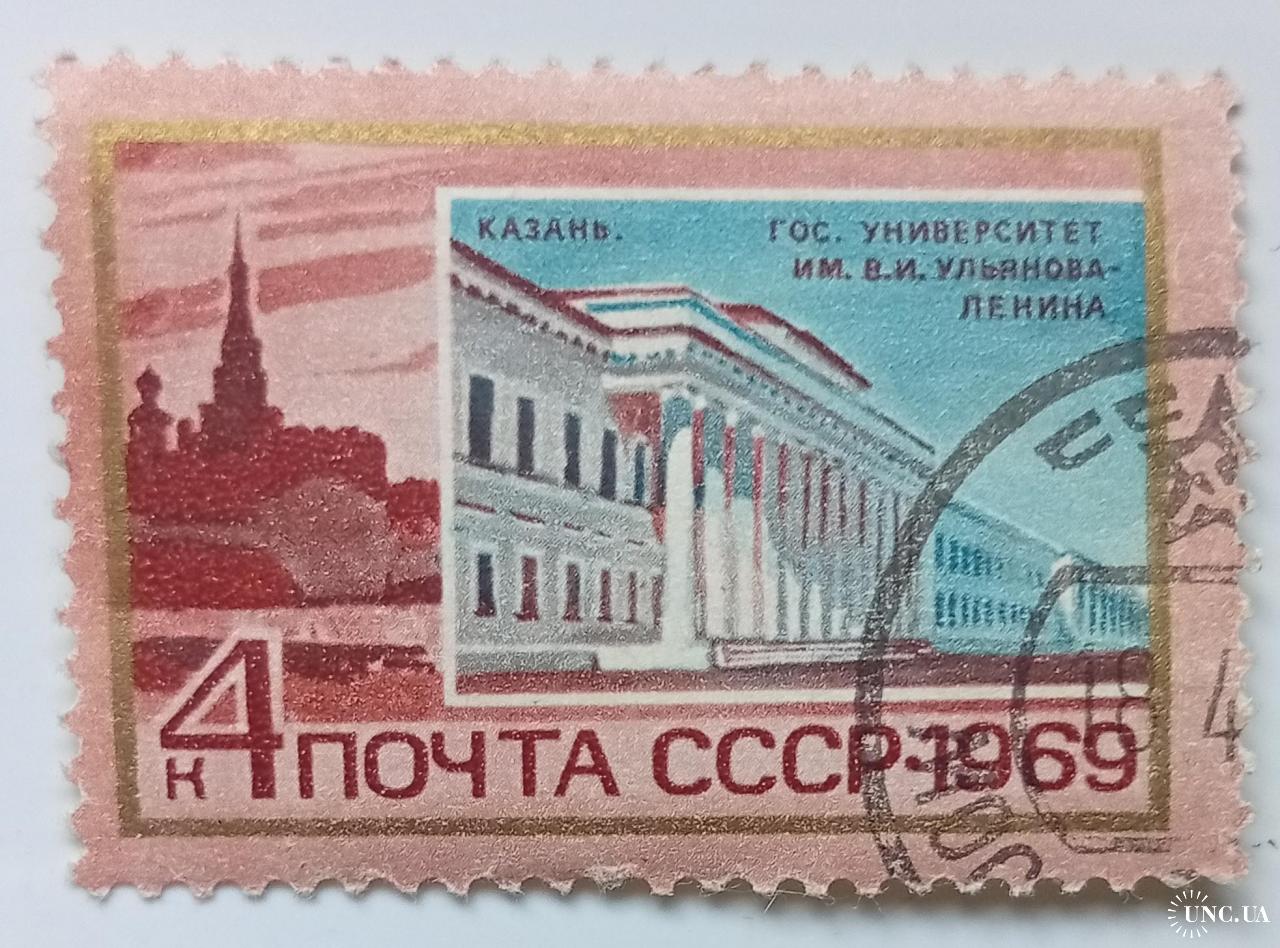 КАЗАНЬ. ГОС. УНИВЕРСИТЕТ
ИМ. В.И. УЛЬЯНОВА-
ЛЕНИНА
4 К ПОЧТА СССР·1969
UNC.UA